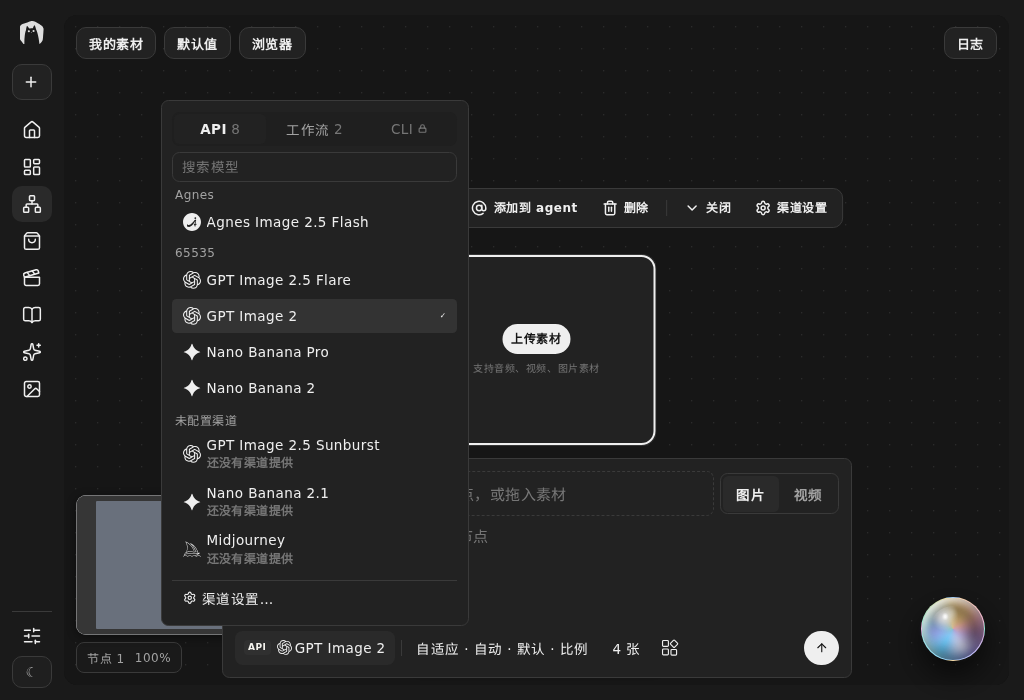 我的素材
默认值
浏览器
日志
API 8
工作流 2
CLI
搜索模型
Agnes
Agnes Image 2.5 Flash
65535
GPT Image 2.5 Flare
GPT Image 2
Nano Banana Pro
Nano Banana 2
未配置渠道
GPT Image 2.5 Sunburst
还没有渠道提供
Nano Banana 2.1
还没有渠道提供
Midjourney
还没有渠道提供
渠道设置...
添加到 agent
删除
关闭
渠道设置
上传素材
支持音频、视频、图片素材
，或拖入素材
图片
视频
节点
API
GPT Image 2
自适应 · 自动 · 默认 · 比例
4 张
节点 1
100%